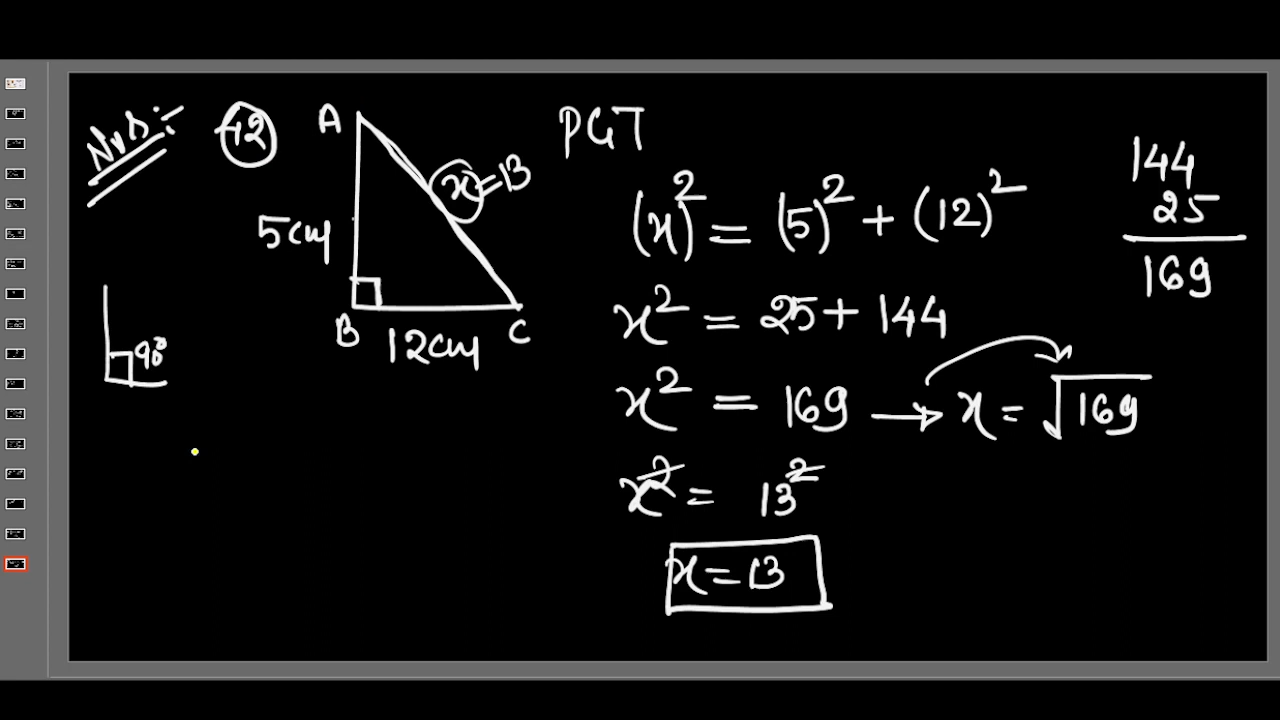 12
A
5cm
B
12cm
C
x=13
90°
PGT
(x)² = (5)² + (12)²
x² = 25 + 144
x² = 169 → x = √169
x² = 13²
x = 13
144
25
169